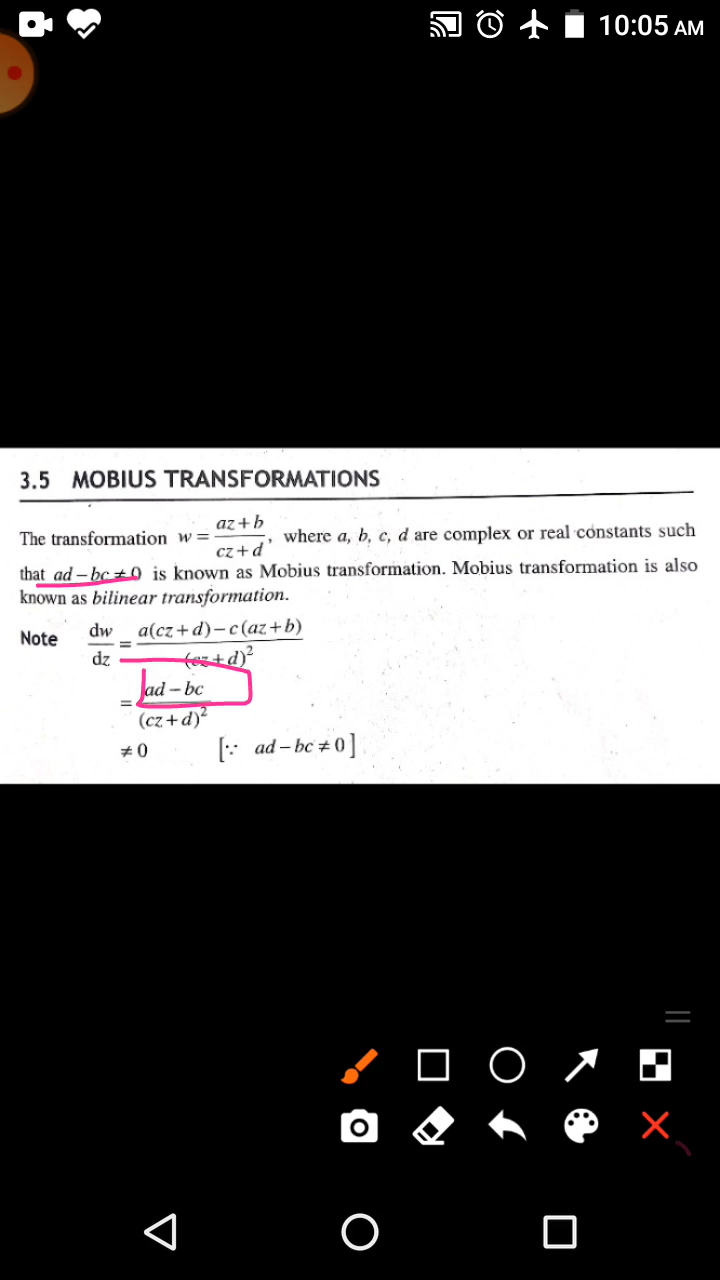 10:05 AM
3.5 MOBIUS TRANSFORMATIONS
The transformation w = (az + b)/(cz + d), where a, b, c, d are complex or real constants such
that ad – bc ≠ 0 is known as Mobius transformation. Mobius transformation is also
known as bilinear transformation.
Note dw/dz = (a(cz + d) – c(az + b))/(cz + d)²
= (ad – bc)/(cz + d)²
≠ 0 [∵ ad – bc ≠ 0]